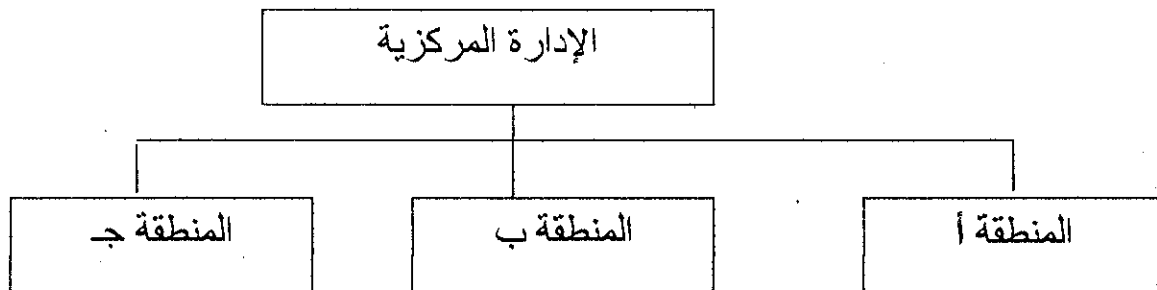 الإدارة المركزية
المنطقة أ
المنطقة ب
المنطقة جـ